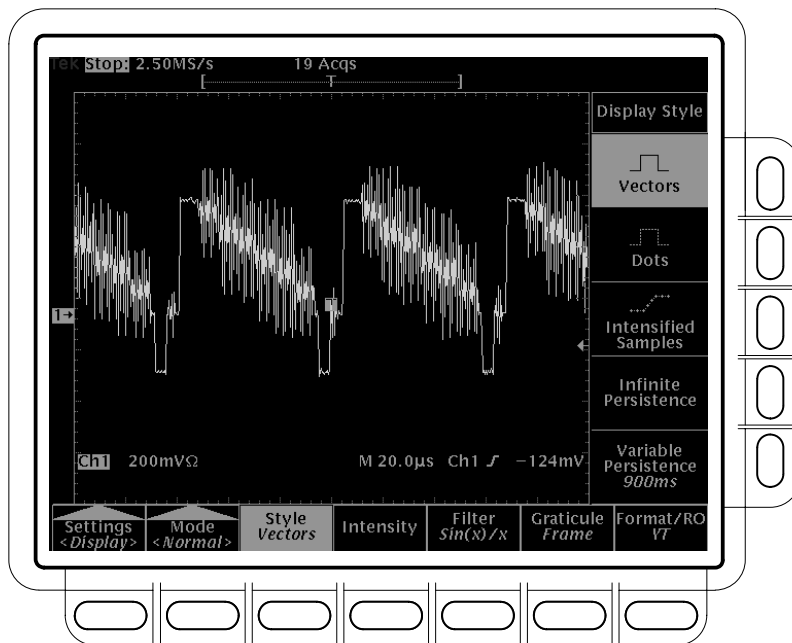 Tek Stop: 2.50MS/s 19 Acqs
[ T ]
Display Style
Vectors
Dots
Intensified
Samples
Infinite
Persistence
Variable
Persistence
900ms
1→
Ch1 200mVΩ M 20.0µs Ch1 ƒ −124mV
Settings
<Display>
Mode
<Normal>
Style
Vectors
Intensity
Filter
Sin(x)/x
Graticule
Frame
Format/RO
YT